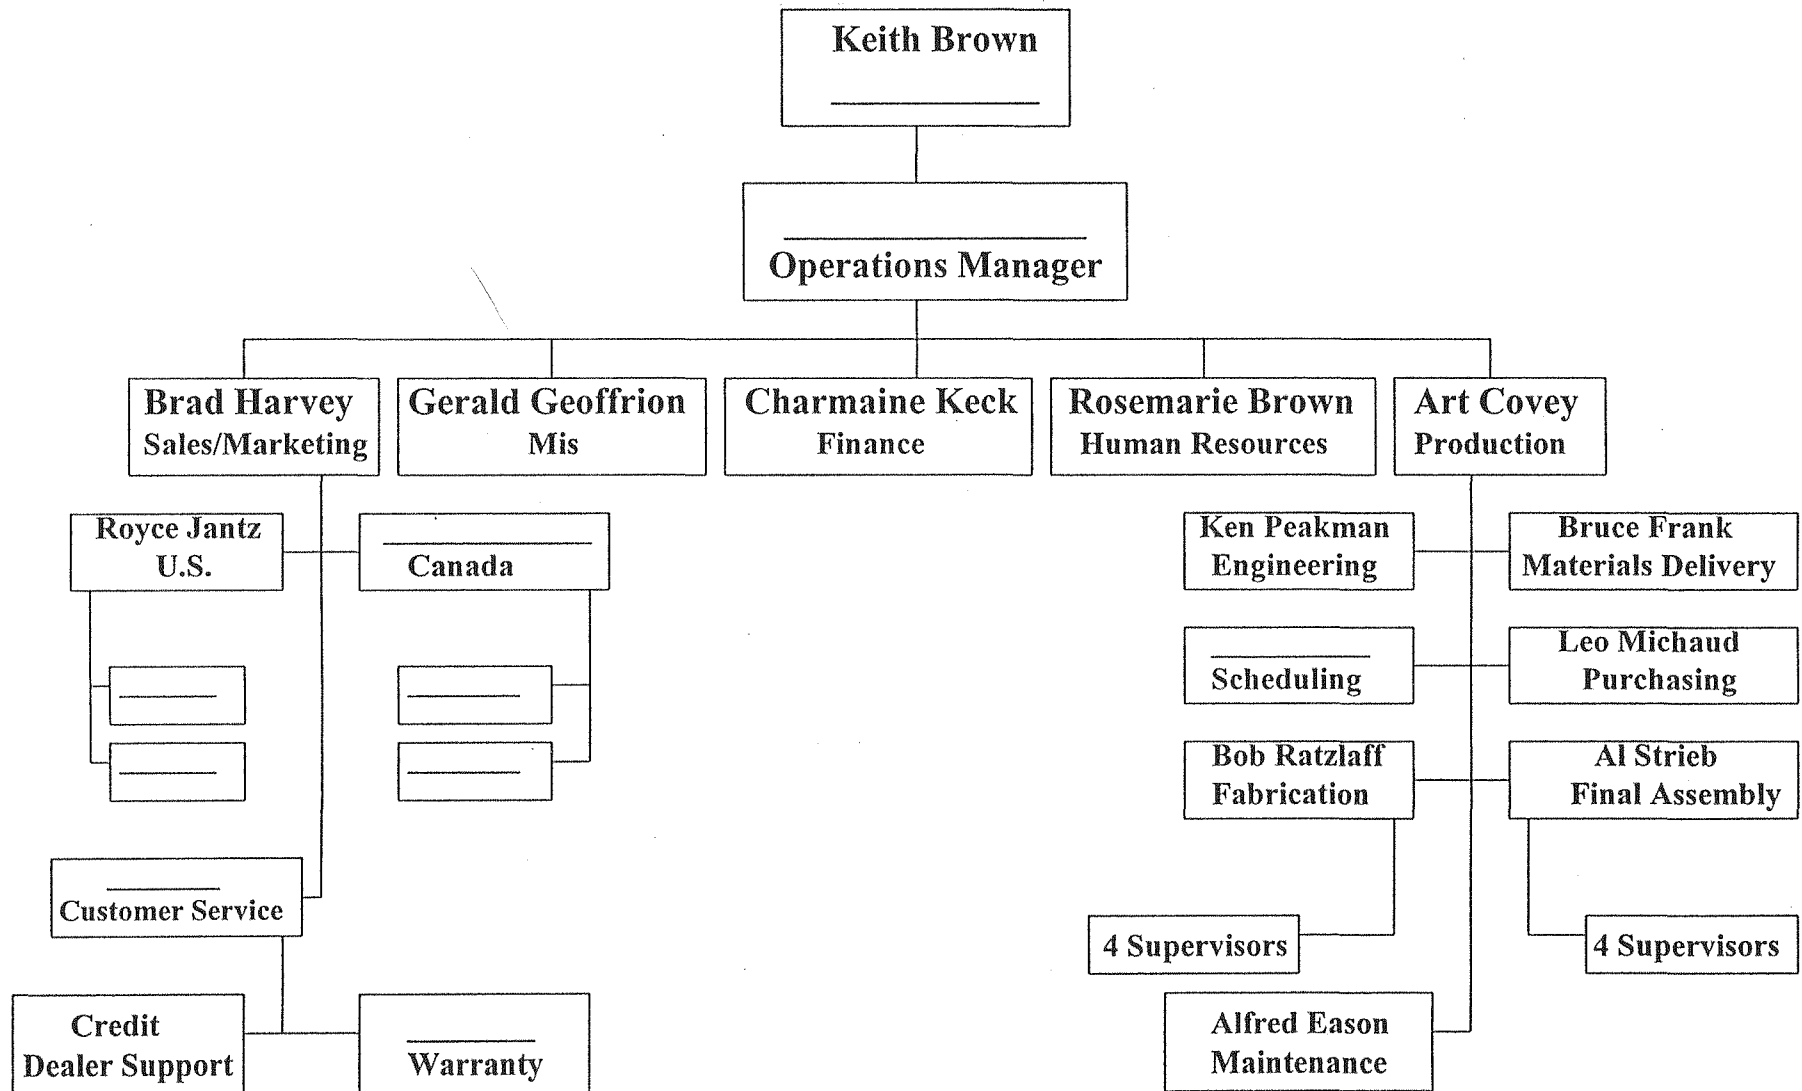 Keith Brown
Operations Manager
Brad Harvey
Sales/Marketing
Gerald Geoffrion
Mis
Charmaine Keck
Finance
Rosemarie Brown
Human Resources
Art Covey
Production
Royce Jantz
U.S.
Canada
Ken Peakman
Engineering
Bruce Frank
Materials Delivery
Scheduling
Leo Michaud
Purchasing
Bob Ratzlaff
Fabrication
Al Strieb
Final Assembly
Customer Service
4 Supervisors
4 Supervisors
Credit
Dealer Support
Warranty
Alfred Eason
Maintenance